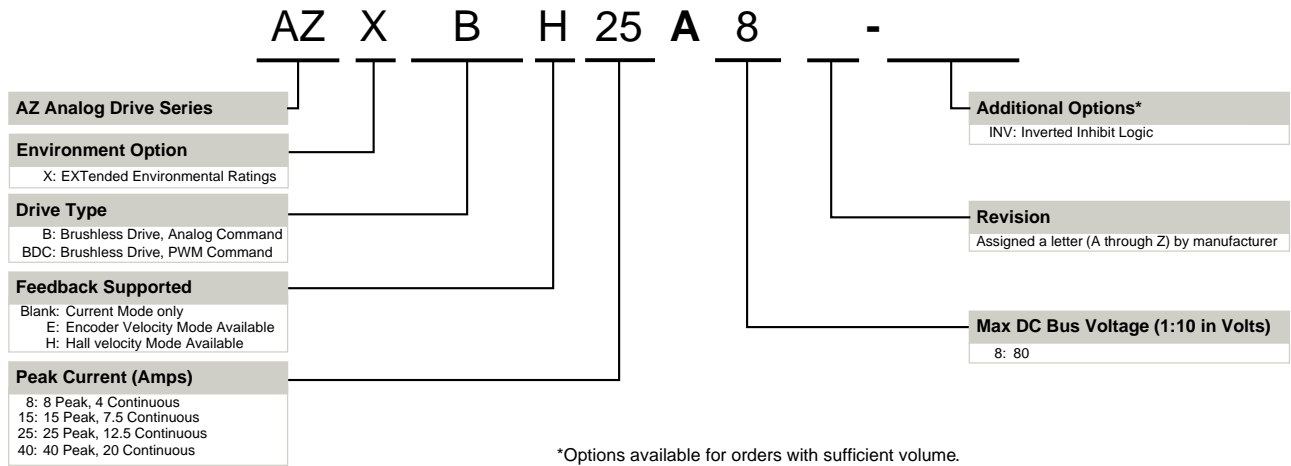 AZ X B H 25 A 8 -
AZ Analog Drive Series
Environment Option
X: EXTended Environmental Ratings
Drive Type
B: Brushless Drive, Analog Command
BDC: Brushless Drive, PWM Command
Feedback Supported
Blank: Current Mode only
E: Encoder Velocity Mode Available
H: Hall velocity Mode Available
Peak Current (Amps)
8: 8 Peak, 4 Continuous
15: 15 Peak, 7.5 Continuous
25: 25 Peak, 12.5 Continuous
40: 40 Peak, 20 Continuous
Additional Options*
INV: Inverted Inhibit Logic
Revision
Assigned a letter (A through Z) by manufacturer
Max DC Bus Voltage (1:10 in Volts)
8: 80
*Options available for orders with sufficient volume.